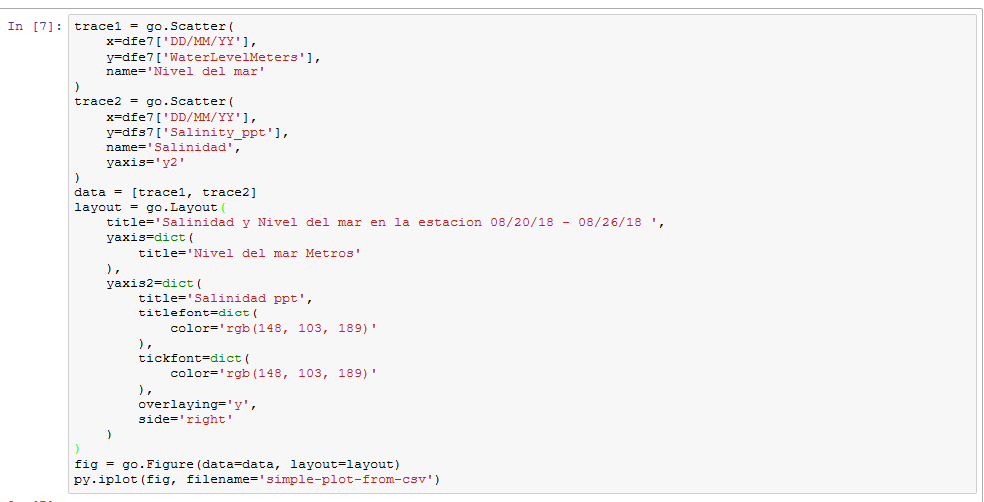 In [7]: trace1 = go.Scatter(
    x=dfe7['DD/MM/YY'],
    y=dfe7['WaterLevelMeters'],
    name='Nivel del mar'
)
trace2 = go.Scatter(
    x=dfe7['DD/MM/YY'],
    y=dfs7['Salinity_ppt'],
    name='Salinidad',
    yaxis='y2'
)
data = [trace1, trace2]
layout = go.Layout(
    title='Salinidad y Nivel del mar en la estacion 08/20/18 - 08/26/18 ',
    yaxis=dict(
        title='Nivel del mar Metros'
    ),
    yaxis2=dict(
        title='Salinidad ppt',
        titlefont=dict(
            color='rgb(148, 103, 189)'
        ),
        tickfont=dict(
            color='rgb(148, 103, 189)'
        ),
        overlaying='y',
        side='right'
    )
)
fig = go.Figure(data=data, layout=layout)
py.iplot(fig, filename='simple-plot-from-csv')